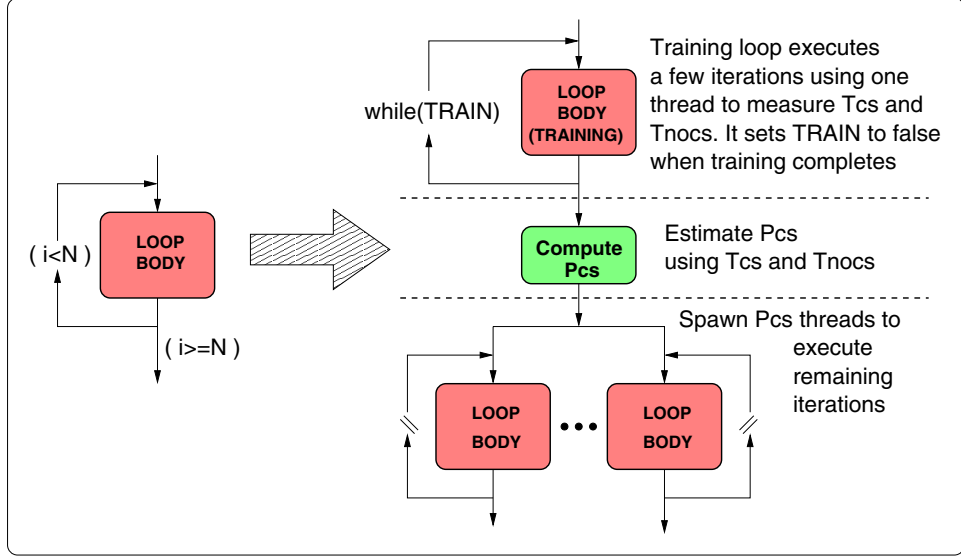 ( i<N )
LOOP
BODY
( i>=N )
while(TRAIN)
LOOP
BODY
(TRAINING)
Training loop executes
a few iterations using one
thread to measure Tcs and
Tnocs. It sets TRAIN to false
when training completes
Compute
Pcs
Estimate Pcs
using Tcs and Tnocs
Spawn Pcs threads to
execute
remaining
iterations
LOOP
BODY
LOOP
BODY